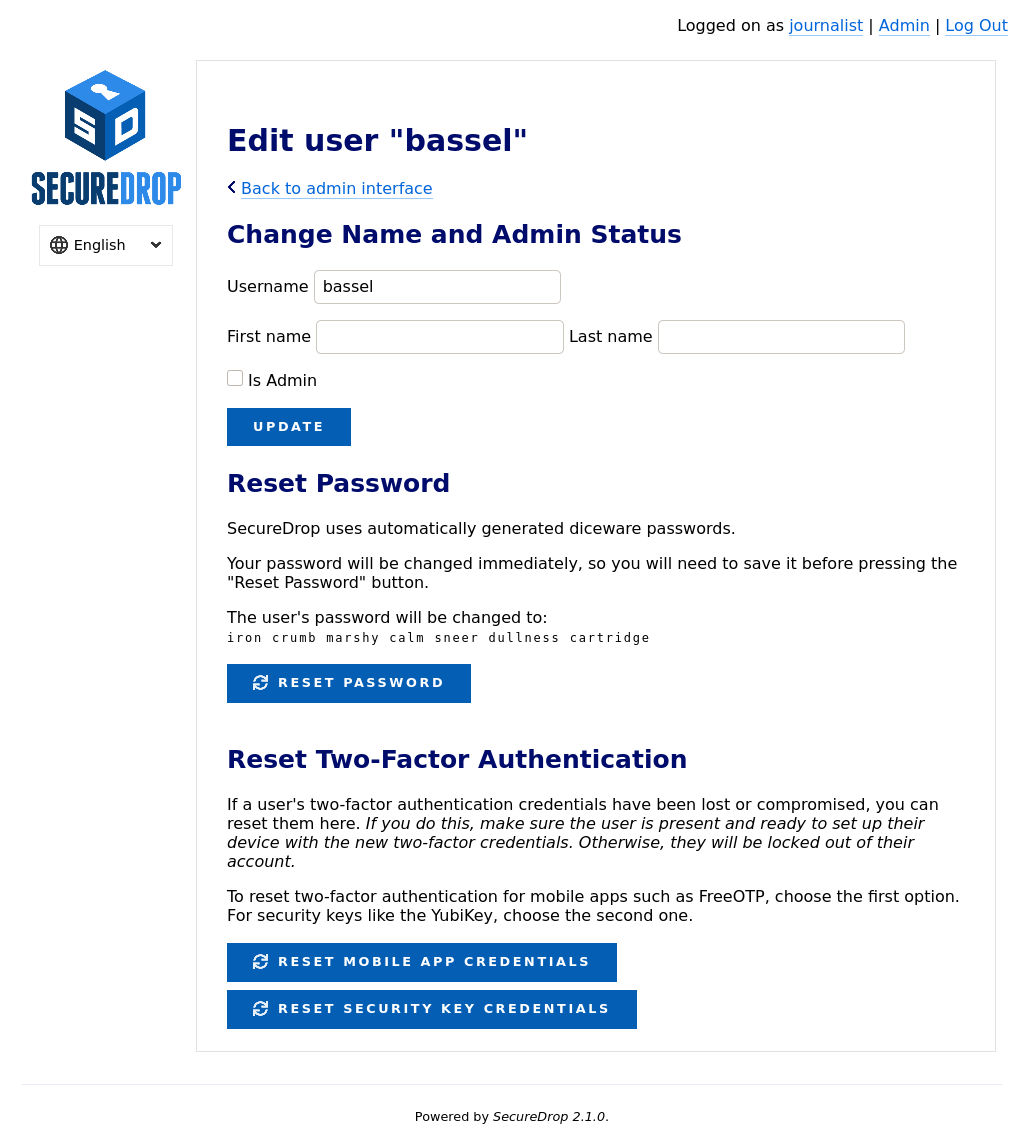 Logged on as journalist | Admin | Log Out
SD
SECUREDROP
English
Edit user "bassel"
Back to admin interface
Change Name and Admin Status
Username bassel
First name Last name
Is Admin
UPDATE
Reset Password
SecureDrop uses automatically generated diceware passwords.
Your password will be changed immediately, so you will need to save it before pressing the
"Reset Password" button.
The user's password will be changed to:
iron crumb marshy calm sneer dullness cartridge
RESET PASSWORD
Reset Two-Factor Authentication
If a user's two-factor authentication credentials have been lost or compromised, you can
reset them here. If you do this, make sure the user is present and ready to set up their
device with the new two-factor credentials. Otherwise, they will be locked out of their
account.
To reset two-factor authentication for mobile apps such as FreeOTP, choose the first option.
For security keys like the YubiKey, choose the second one.
RESET MOBILE APP CREDENTIALS
RESET SECURITY KEY CREDENTIALS
Powered by SecureDrop 2.1.0.